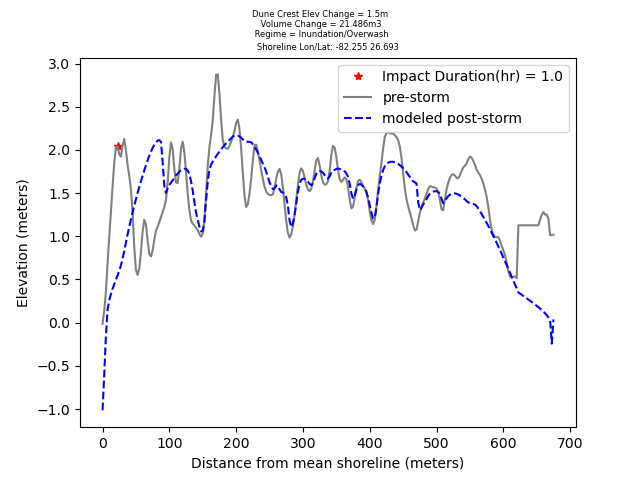 Dune Crest Elev Change = 1.5m
Volume Change = 21.486m3
Regime = Inundation/Overwash
Shoreline Lon/Lat: -82.255 26.693
Impact Duration(hr) = 1.0
pre-storm
modeled post-storm
3.0
2.5
2.0
1.5
1.0
0.5
0.0
−0.5
−1.0
Elevation (meters)
0 100 200 300 400 500 600 700
Distance from mean shoreline (meters)